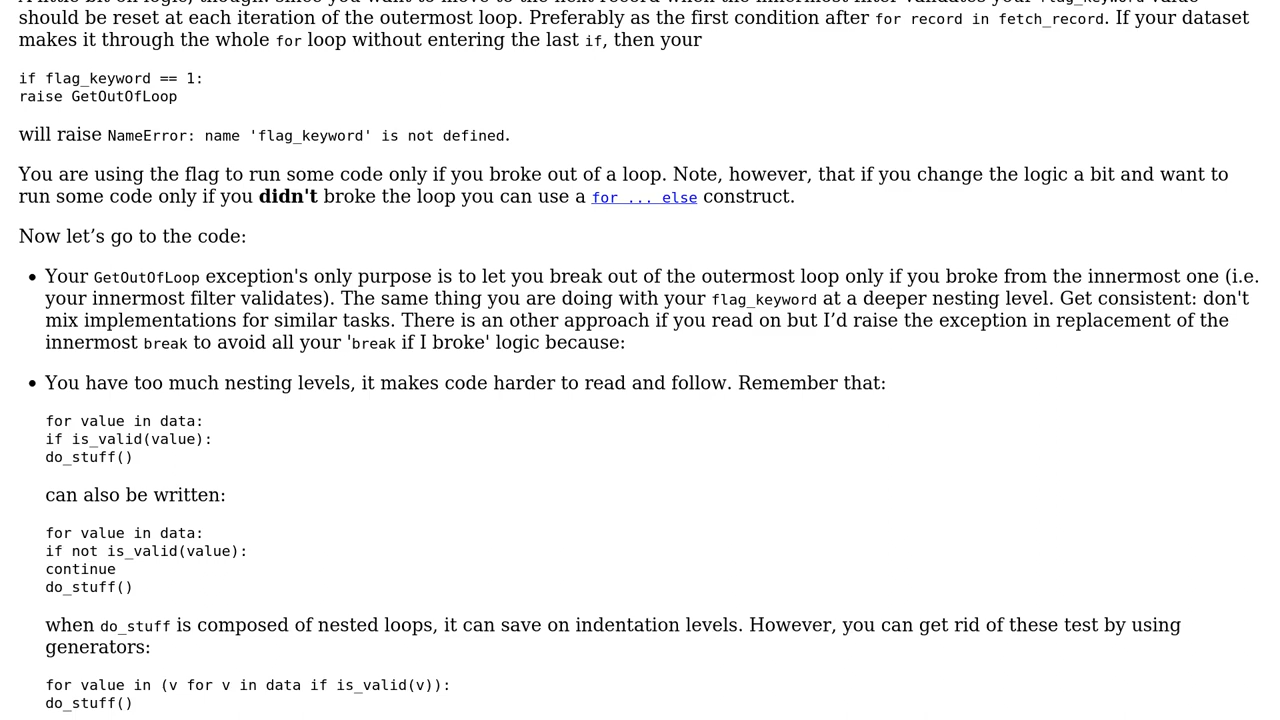 should be reset at each iteration of the outermost loop. Preferably as the first condition after for record in fetch_record. If your dataset
makes it through the whole for loop without entering the last if, then your
if flag_keyword == 1:
raise GetOutOfLoop
will raise NameError: name 'flag_keyword' is not defined.
You are using the flag to run some code only if you broke out of a loop. Note, however, that if you change the logic a bit and want to
run some code only if you didn't broke the loop you can use a for ... else construct.
Now let’s go to the code:
• Your GetOutOfLoop exception's only purpose is to let you break out of the outermost loop only if you broke from the innermost one (i.e.
your innermost filter validates). The same thing you are doing with your flag_keyword at a deeper nesting level. Get consistent: don't
mix implementations for similar tasks. There is an other approach if you read on but I’d raise the exception in replacement of the
innermost break to avoid all your 'break if I broke' logic because:
• You have too much nesting levels, it makes code harder to read and follow. Remember that:
for value in data:
if is_valid(value):
do_stuff()
can also be written:
for value in data:
if not is_valid(value):
continue
do_stuff()
when do_stuff is composed of nested loops, it can save on indentation levels. However, you can get rid of these test by using
generators:
for value in (v for v in data if is_valid(v)):
do_stuff()